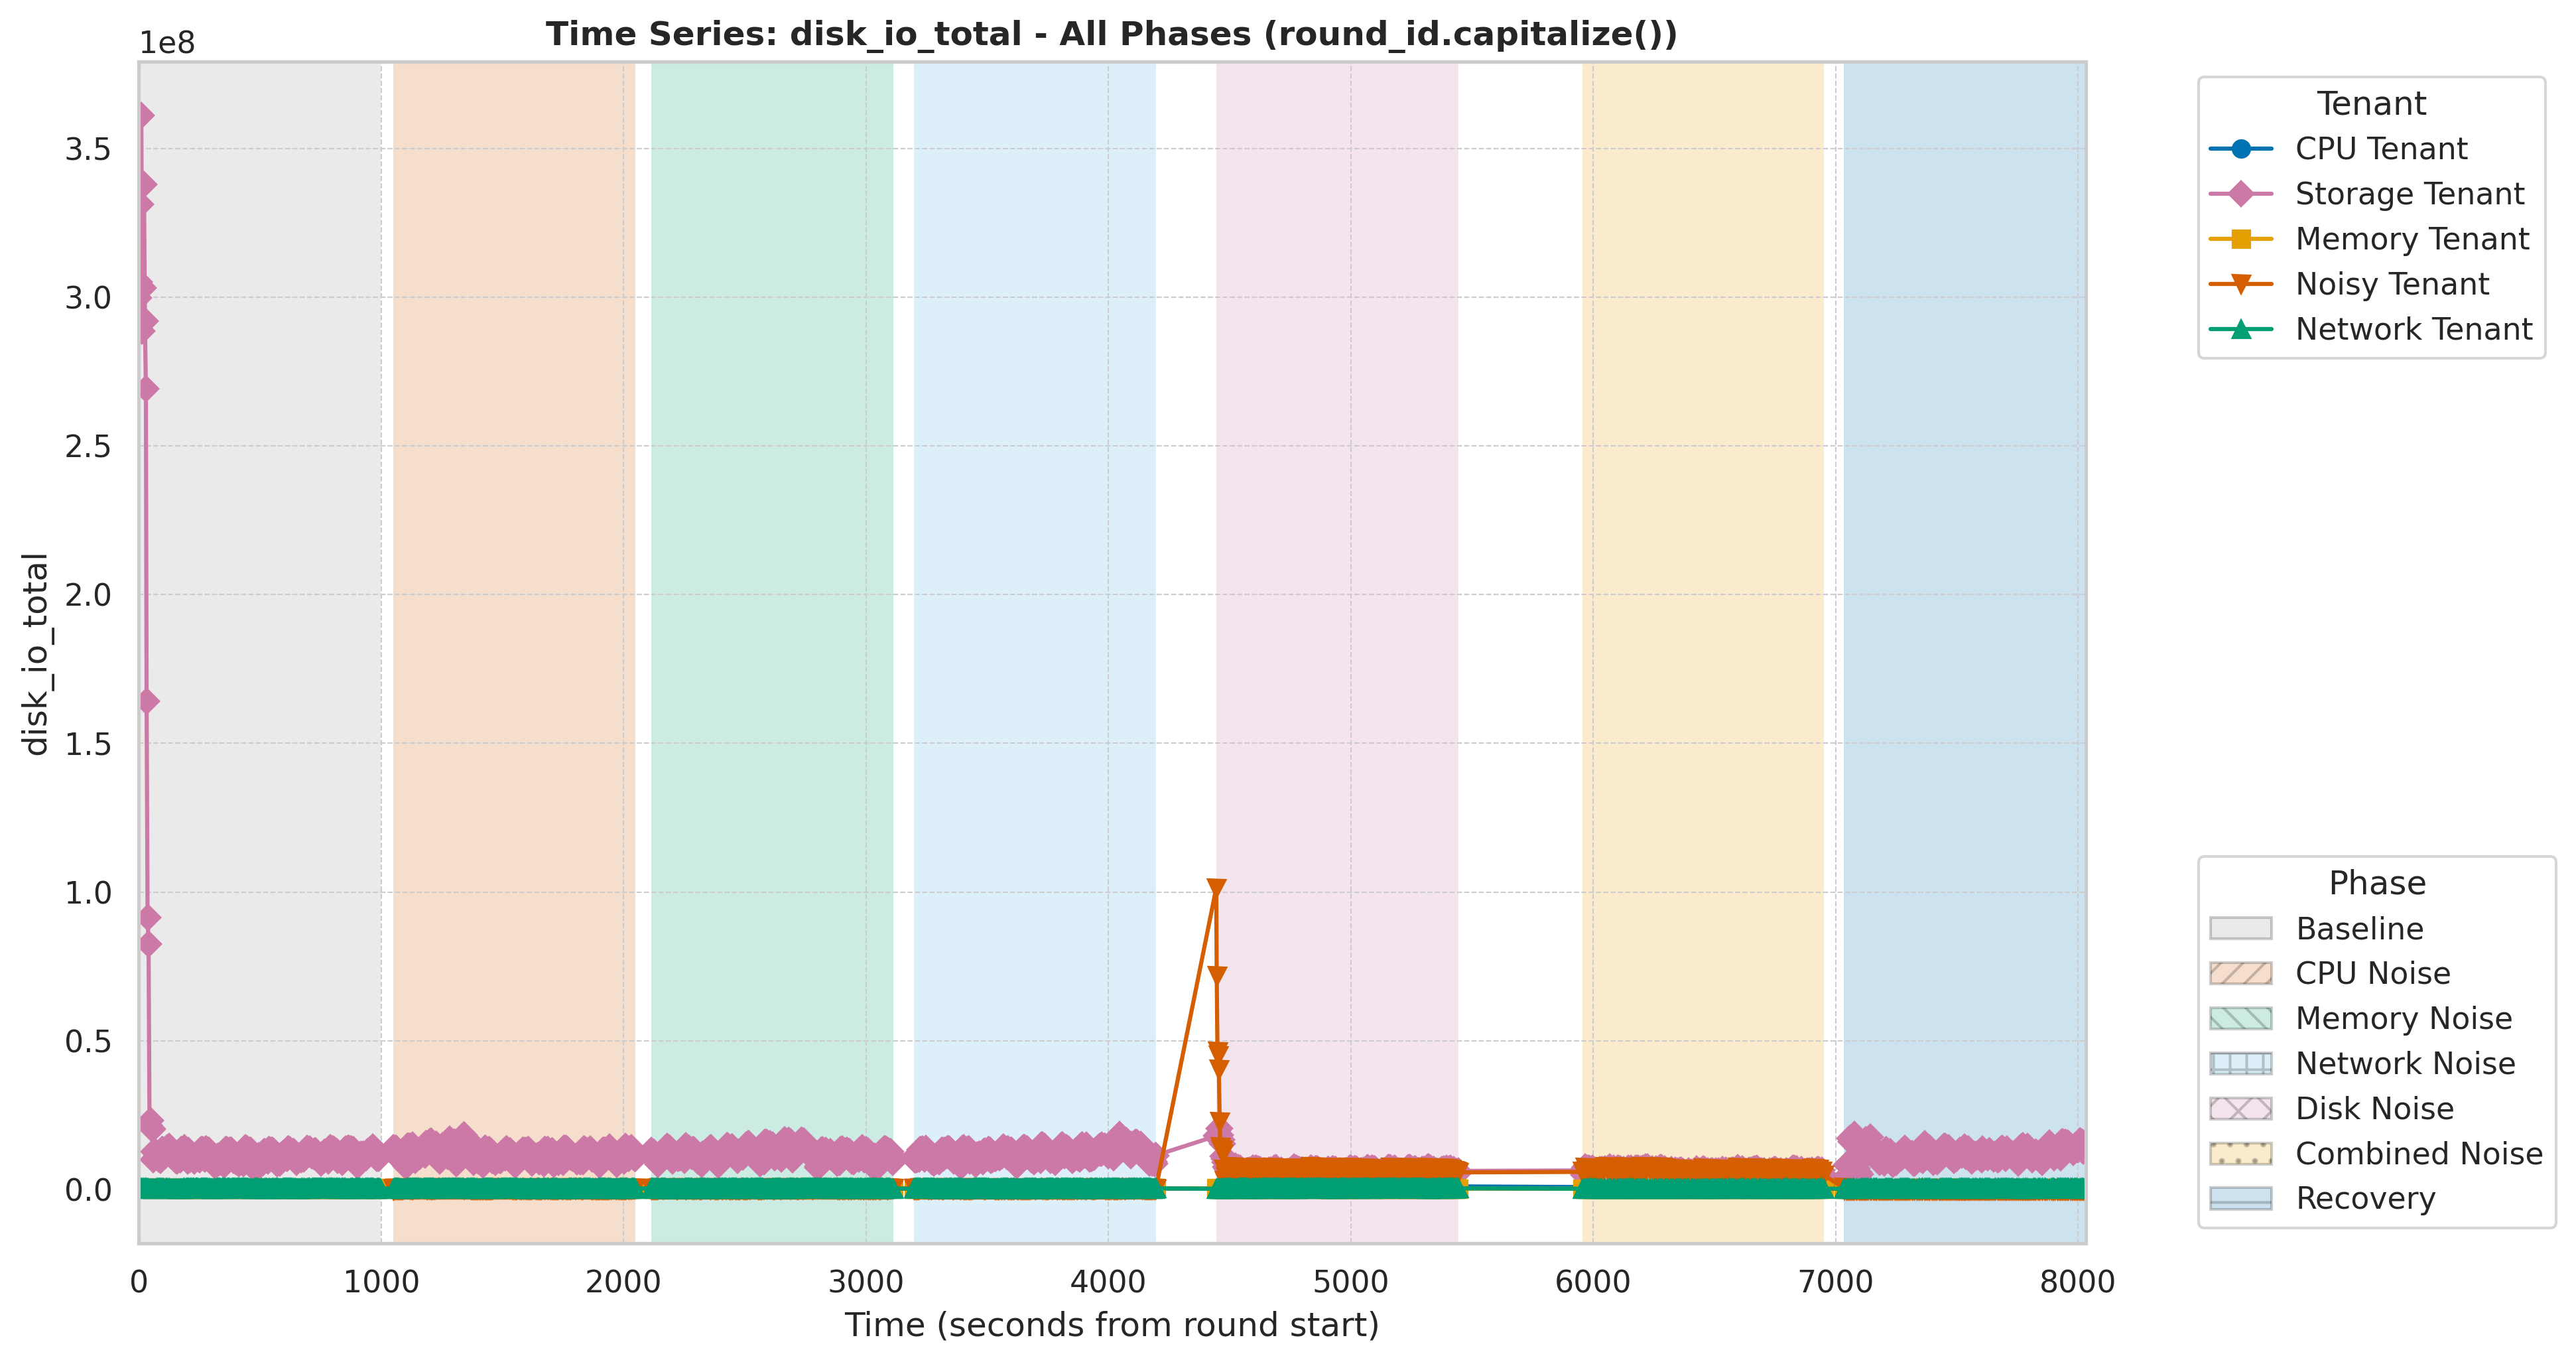 Time Series: disk_io_total - All Phases (round_id.capitalize())
1e8
3.5
3.0
2.5
2.0
1.5
1.0
0.5
0.0
disk_io_total
0 1000 2000 3000 4000 5000 6000 7000 8000
Time (seconds from round start)
Tenant
CPU Tenant
Storage Tenant
Memory Tenant
Noisy Tenant
Network Tenant
Phase
Baseline
CPU Noise
Memory Noise
Network Noise
Disk Noise
Combined Noise
Recovery